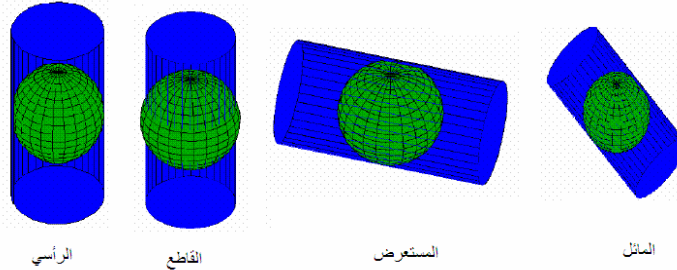 الرأسي
القاطع
المستعرض
المائل